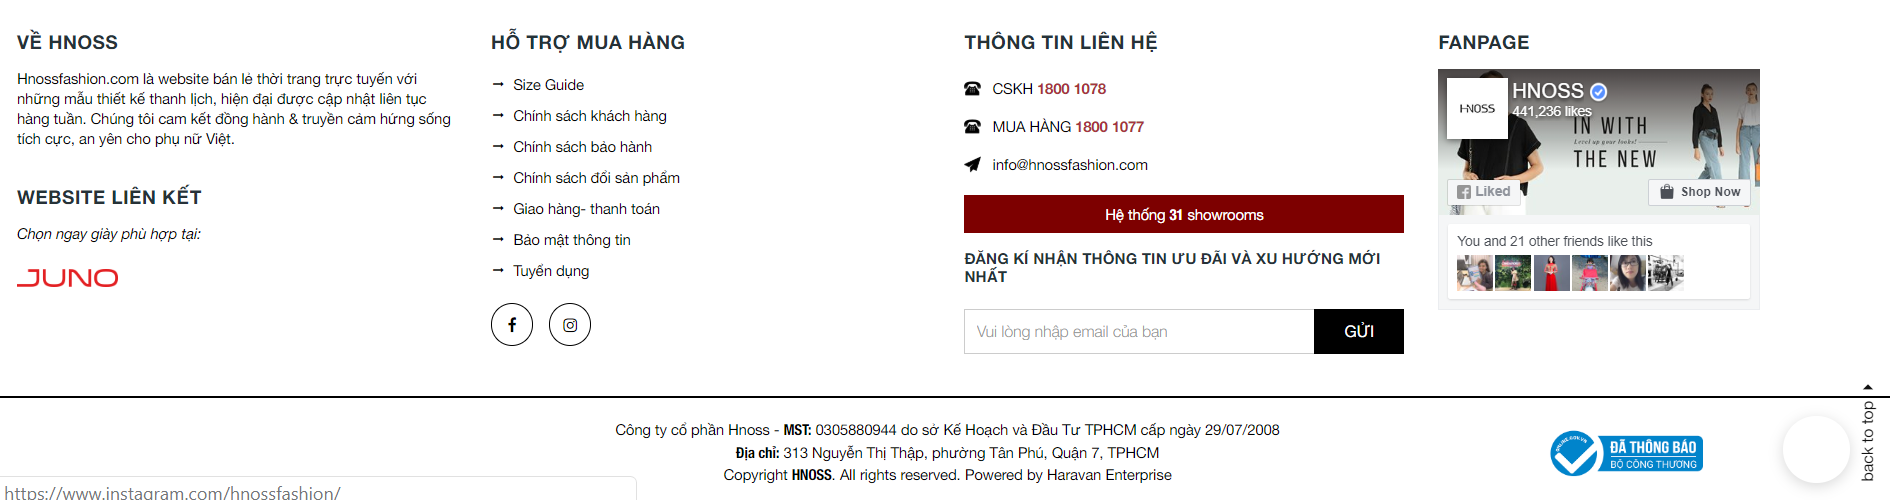 VỀ HNOSS
Hnossfashion.com là website bán lẻ thời trang trực tuyến với
những mẫu thiết kế thanh lịch, hiện đại được cập nhật liên tục
hàng tuần. Chúng tôi cam kết đồng hành & truyền cảm hứng sống
tích cực, an yên cho phụ nữ Việt.
WEBSITE LIÊN KẾT
Chọn ngay giày phù hợp tại:
JUNO
HỖ TRỢ MUA HÀNG
Size Guide
Chính sách khách hàng
Chính sách bảo hành
Chính sách đổi sản phẩm
Giao hàng- thanh toán
Bảo mật thông tin
Tuyển dụng
THÔNG TIN LIÊN HỆ
CSKH 1800 1078
MUA HÀNG 1800 1077
info@hnossfashion.com
Hệ thống 31 showrooms
ĐĂNG KÍ NHẬN THÔNG TIN ƯU ĐÃI VÀ XU HƯỚNG MỚI
NHẤT
Vui lòng nhập email của bạn
GỬI
FANPAGE
HNOSS
HNOSS
441,236 likes
IN WITH
Level up your looks!
THE NEW
Liked
Shop Now
You and 21 other friends like this
back to top
Công ty cổ phần Hnoss - MST: 0305880944 do sở Kế Hoạch và Đầu Tư TPHCM cấp ngày 29/07/2008
Địa chỉ: 313 Nguyễn Thị Thập, phường Tân Phú, Quận 7, TPHCM
Copyright HNOSS. All rights reserved. Powered by Haravan Enterprise
ONLINE.GOV.VN
ĐÃ THÔNG BÁO
BỘ CÔNG THƯƠNG
https://www.instagram.com/hnossfashion/